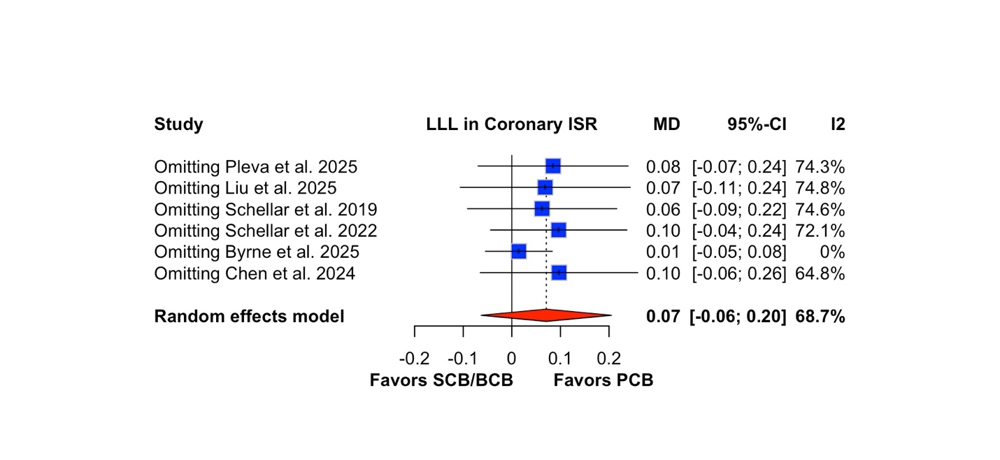 Study LLL in Coronary ISR MD 95%-CI I2
Omitting Pleva et al. 2025 0.08 [-0.07; 0.24] 74.3%
Omitting Liu et al. 2025 0.07 [-0.11; 0.24] 74.8%
Omitting Schellar et al. 2019 0.06 [-0.09; 0.22] 74.6%
Omitting Schellar et al. 2022 0.10 [-0.04; 0.24] 72.1%
Omitting Byrne et al. 2025 0.01 [-0.05; 0.08] 0%
Omitting Chen et al. 2024 0.10 [-0.06; 0.26] 64.8%
Random effects model 0.07 [-0.06; 0.20] 68.7%
-0.2 -0.1 0 0.1 0.2
Favors SCB/BCB Favors PCB